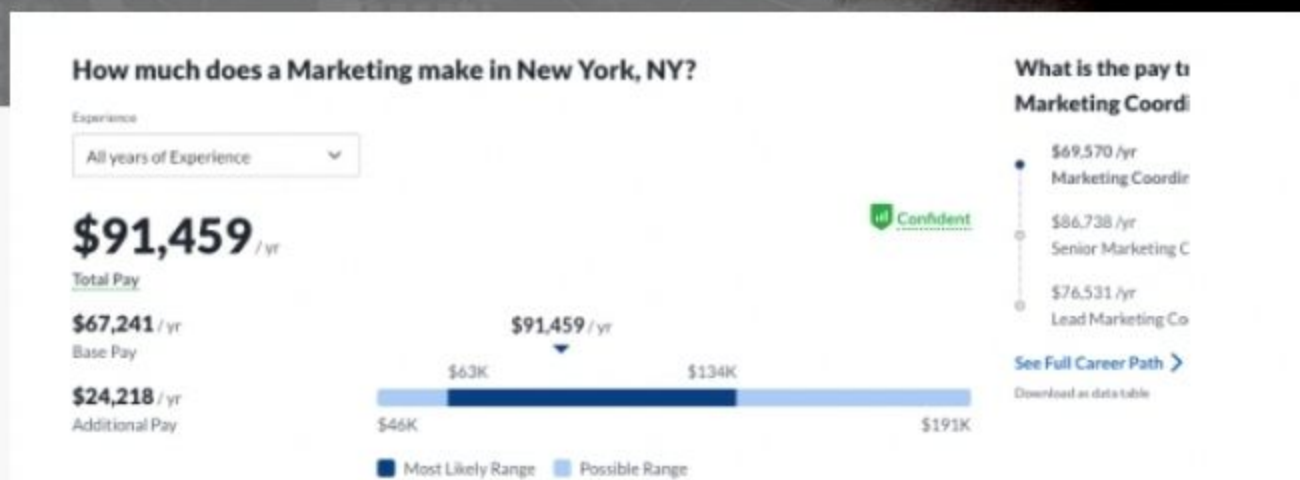 How much does a Marketing make in New York, NY?
Experience
All years of Experience
$91,459 / yr
Total Pay
$67,241 / yr
Base Pay
$24,218 / yr
Additional Pay
Confident
$91,459 / yr
$63K
$134K
$46K
$191K
Most Likely Range
Possible Range
What is the pay
Marketing
$69,570 /yr
Marketing
$86,738 /yr
Senior Marketing
$76,531 /yr
Lead Marketing
See Full Career Path
Download as data table